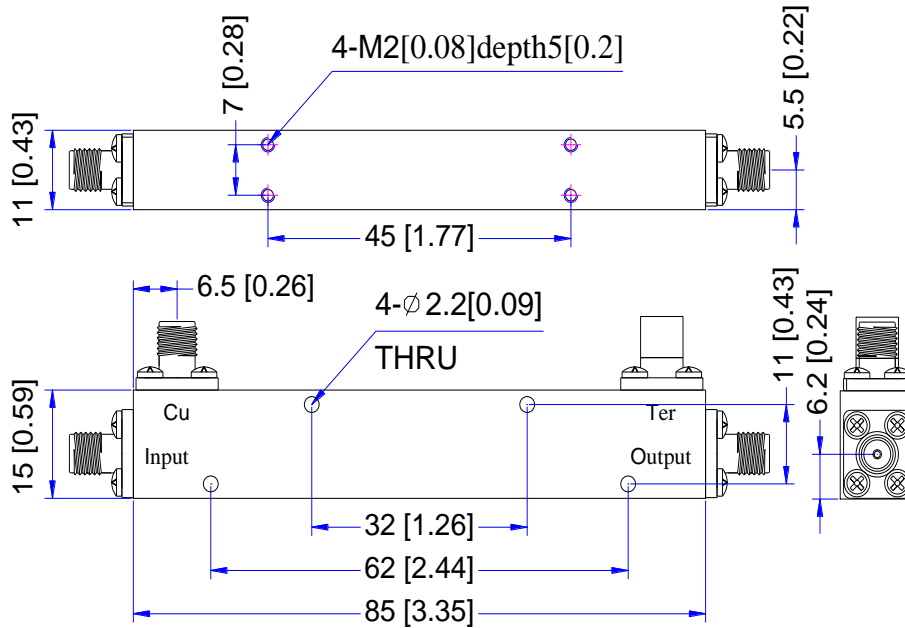 4-M2[0.08]depth5[0.2]
7 [0.28]
5.5 [0.22]
11 [0.43]
45 [1.77]
6.5 [0.26]
4-∅2.2[0.09]
THRU
11 [0.43]
6.2 [0.24]
15 [0.59]
Cu
Ter
Input
Output
32 [1.26]
62 [2.44]
85 [3.35]